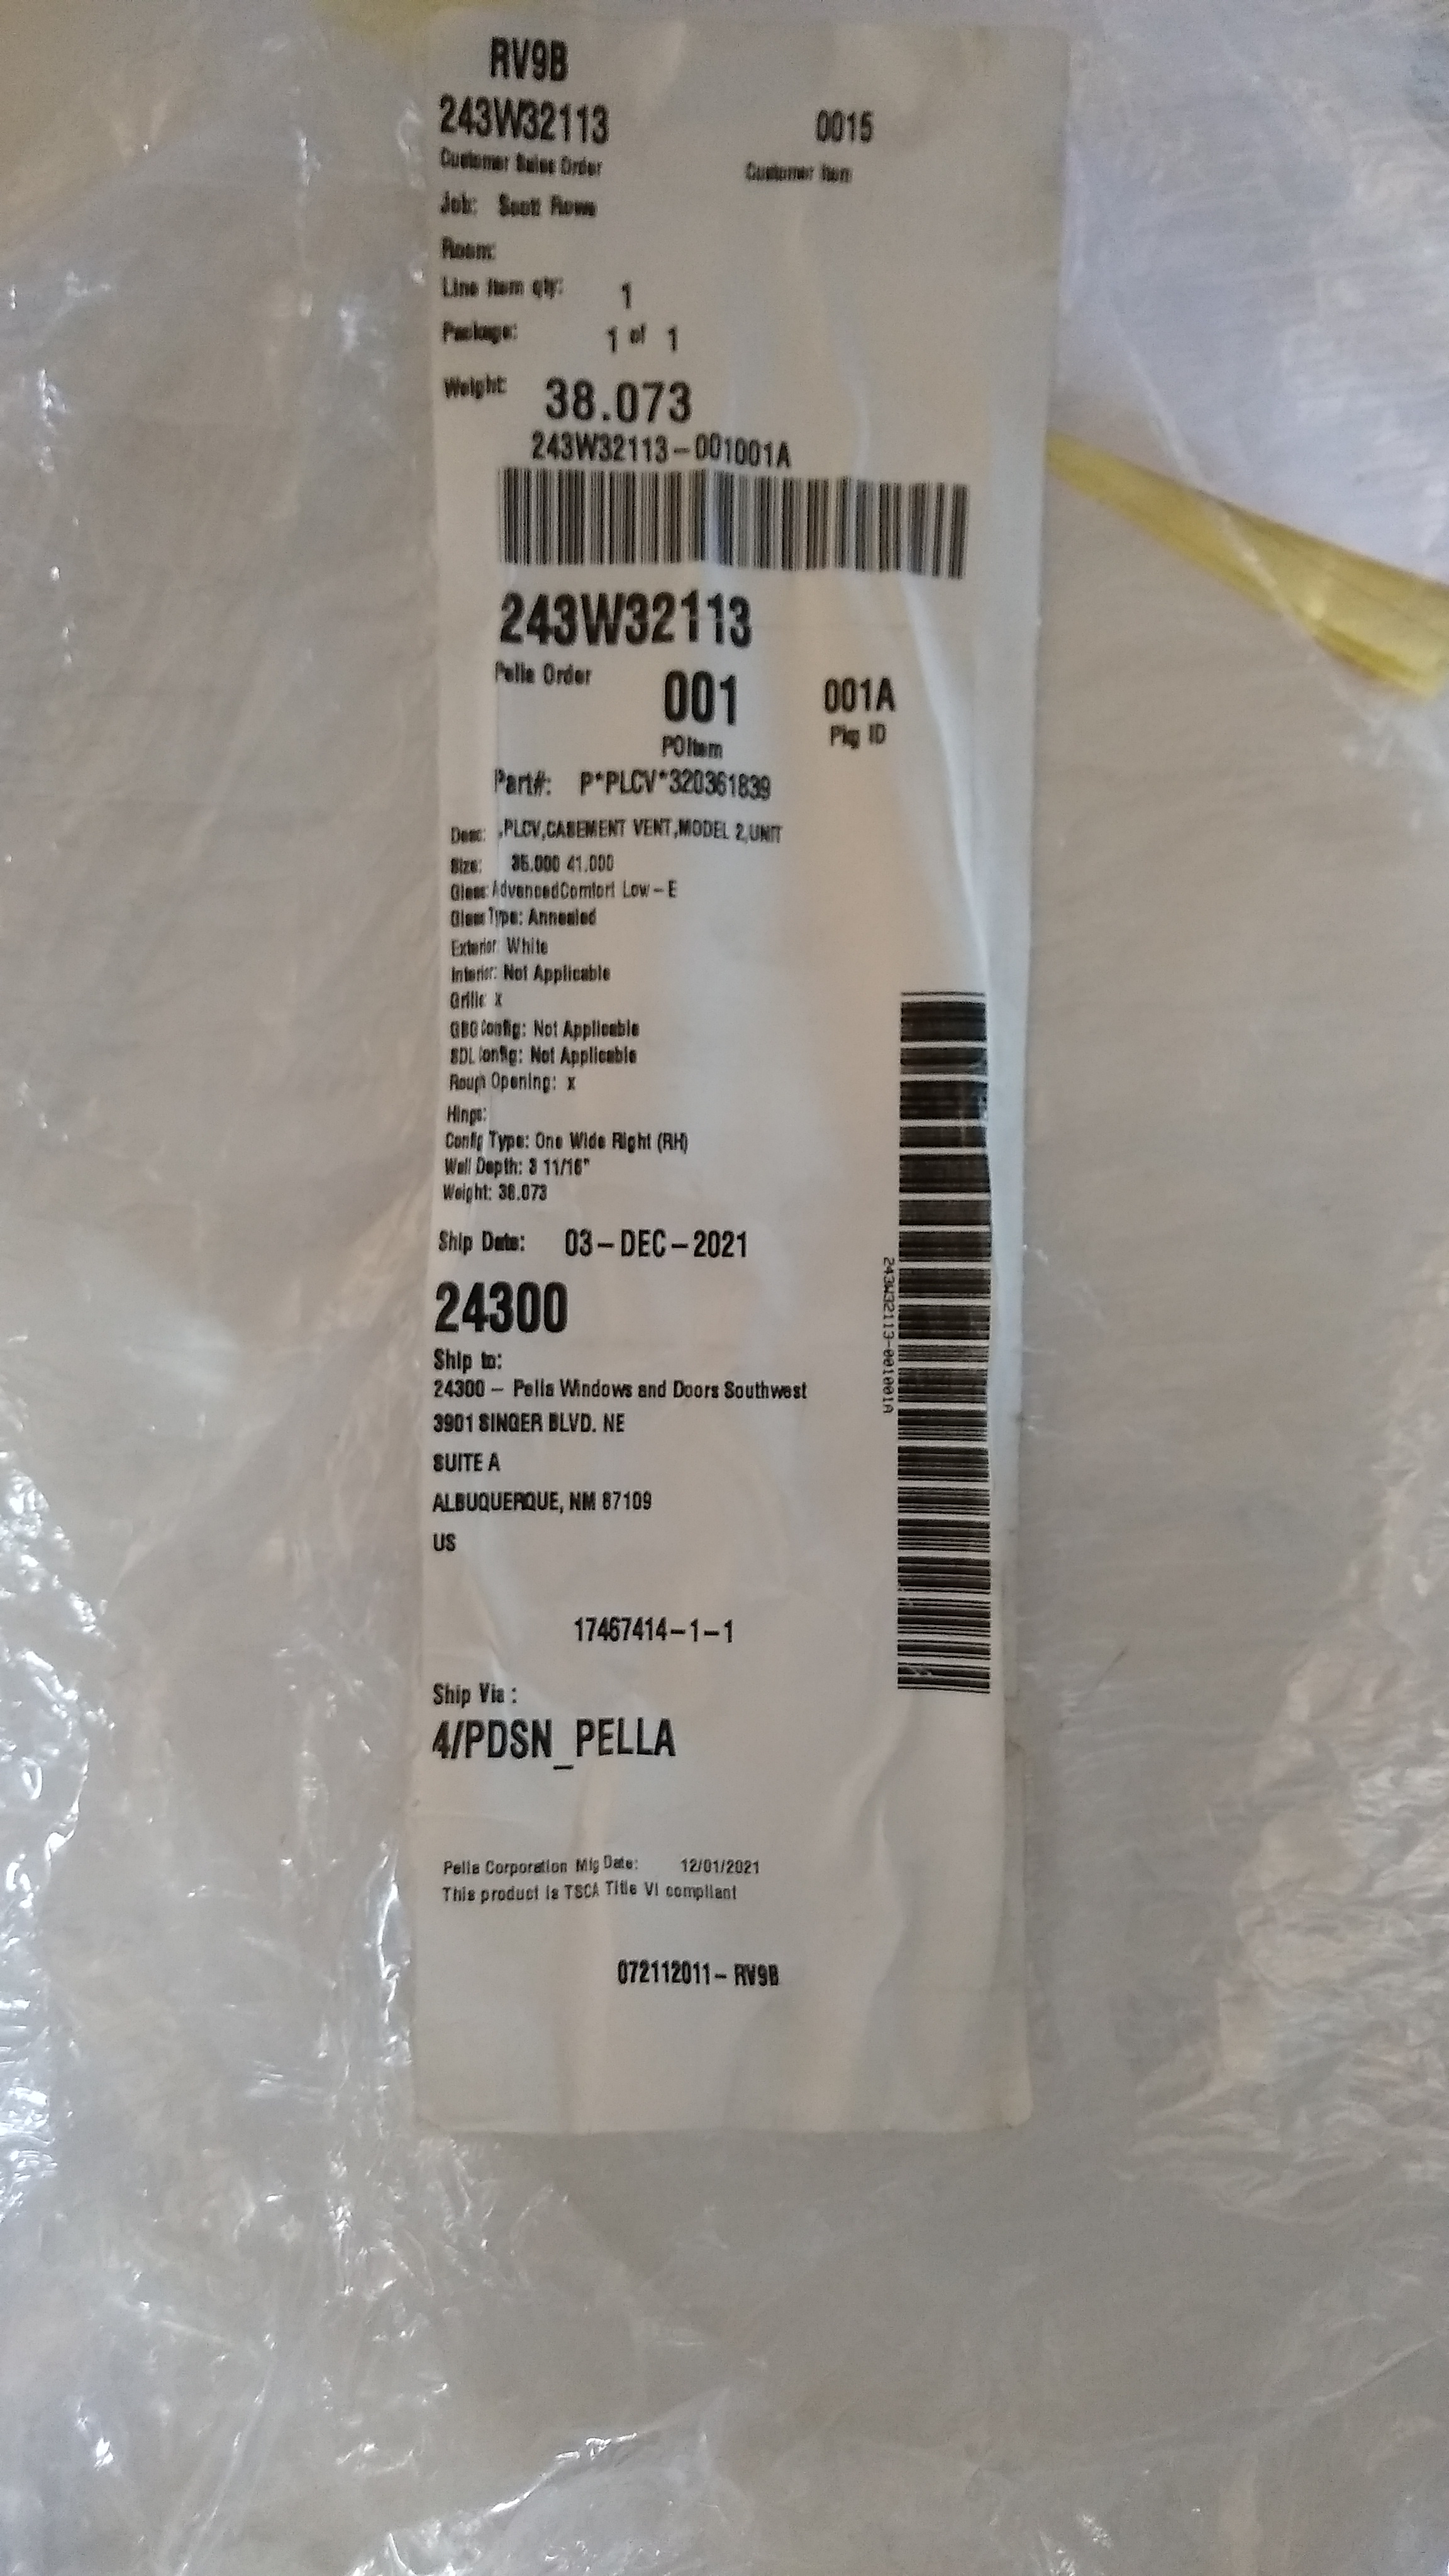 RV9B
243W32113 0015
Customer Sales Order Customer Item
Job: Scott Rowe
Room:
Line Item qty: 1
Package: 1 of 1
Weight: 38.073
243W32113-001001A
243W32113
Pella Order 001 001A
POItem Pkg ID
Part#: P*PLCV*320361839
Desc: ,PLCV,CASEMENT VENT,MODEL 2,UNIT
Size: 35.000 41.000
Glass: AdvancedComfort Low-E
Glass Type: Annealed
Exterior: White
Interior: Not Applicable
Grille: x
GBG Config: Not Applicable
SDL Config: Not Applicable
Rough Opening: x
Hinge:
Config Type: One Wide Right (RH)
Wall Depth: 3 11/16"
Weight: 38.073
Ship Date: 03-DEC-2021
24300
Ship to:
24300 - Pella Windows and Doors Southwest
3901 SINGER BLVD. NE
SUITE A
ALBUQUERQUE, NM 87109
US
243W32113-001001A
17467414-1-1
Ship Via :
4/PDSN_PELLA
Pella Corporation Mfg Date: 12/01/2021
This product is TSCA Title VI compliant
072112011-RV9B